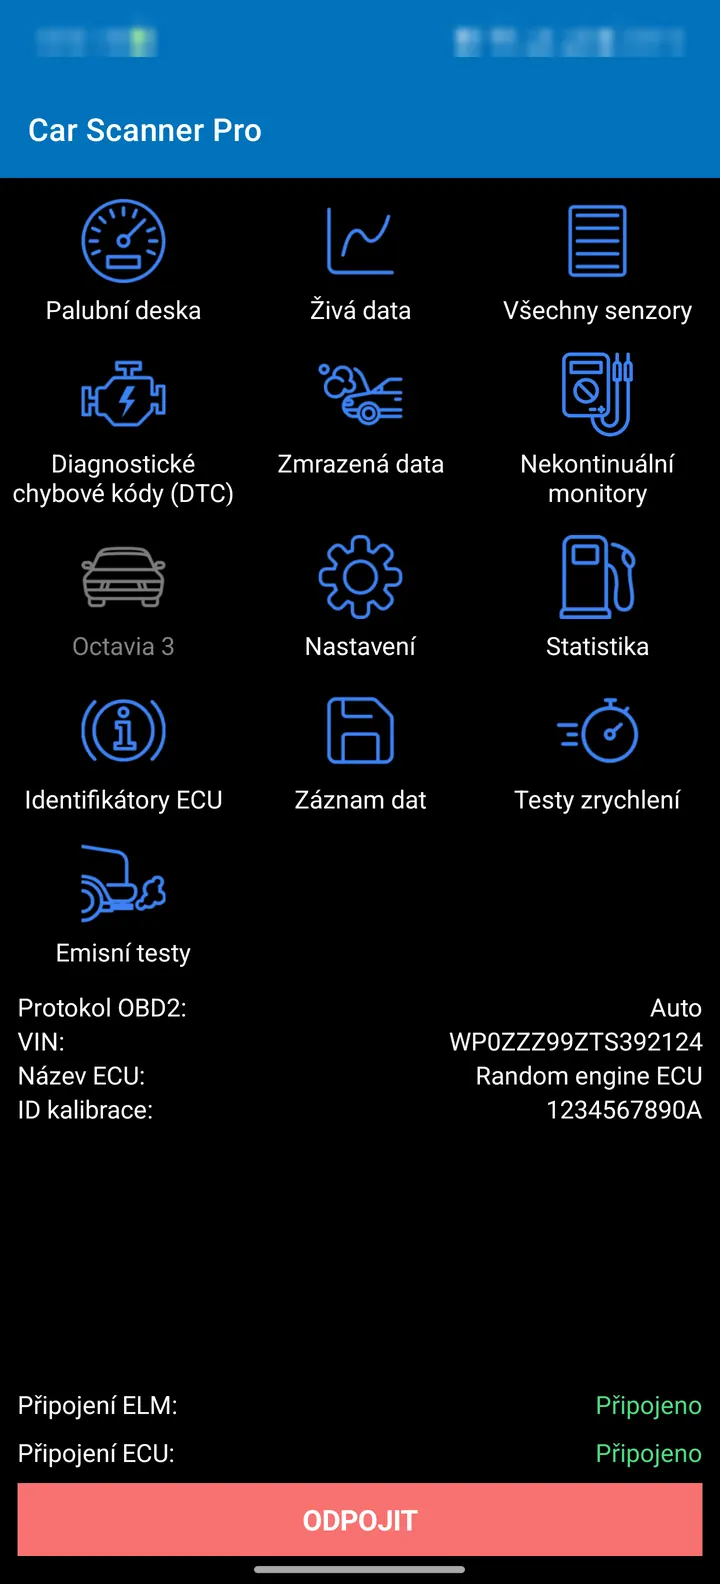 Car Scanner Pro
Palubní deska
Živá data
Všechny senzory
Diagnostické
chybové kódy (DTC)
Zmrazená data
Nekontinuální
monitory
Octavia 3
Nastavení
Statistika
Identifikátory ECU
Záznam dat
Testy zrychlení
Emisní testy
Protokol OBD2: Auto
VIN: WP0ZZZ99ZTS392124
Název ECU: Random engine ECU
ID kalibrace: 1234567890A
Připojení ELM: Připojeno
Připojení ECU: Připojeno
ODPOJIT